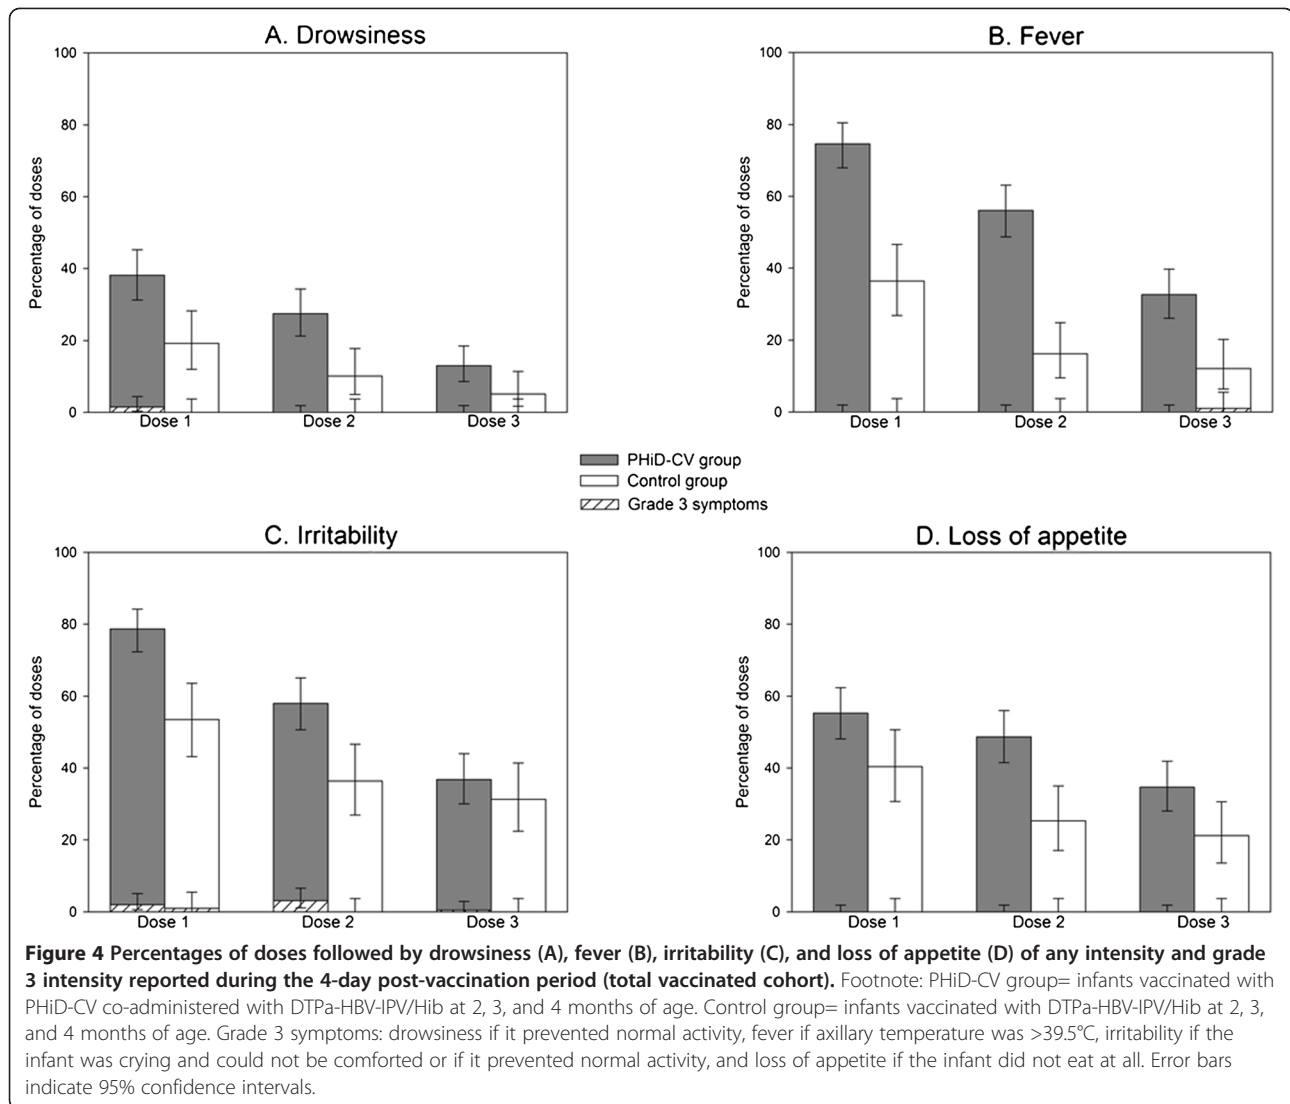 A. Drowsiness
Percentage of doses
100
80
60
40
20
0
Dose 1
Dose 2
Dose 3
B. Fever
Percentage of doses
100
80
60
40
20
0
Dose 1
Dose 2
Dose 3
PHiD-CV group
Control group
Grade 3 symptoms
C. Irritability
Percentage of doses
100
80
60
40
20
0
Dose 1
Dose 2
Dose 3
D. Loss of appetite
Percentage of doses
100
80
60
40
20
0
Dose 1
Dose 2
Dose 3
Figure 4 Percentages of doses followed by drowsiness (A), fever (B), irritability (C), and loss of appetite (D) of any intensity and grade
3 intensity reported during the 4-day post-vaccination period (total vaccinated cohort). Footnote: PHiD-CV group= infants vaccinated with
PHiD-CV co-administered with DTPa-HBV-IPV/Hib at 2, 3, and 4 months of age. Control group= infants vaccinated with DTPa-HBV-IPV/Hib at 2, 3,
and 4 months of age. Grade 3 symptoms: drowsiness if it prevented normal activity, fever if axillary temperature was >39.5°C, irritability if the
infant was crying and could not be comforted or if it prevented normal activity, and loss of appetite if the infant did not eat at all. Error bars
indicate 95% confidence intervals.